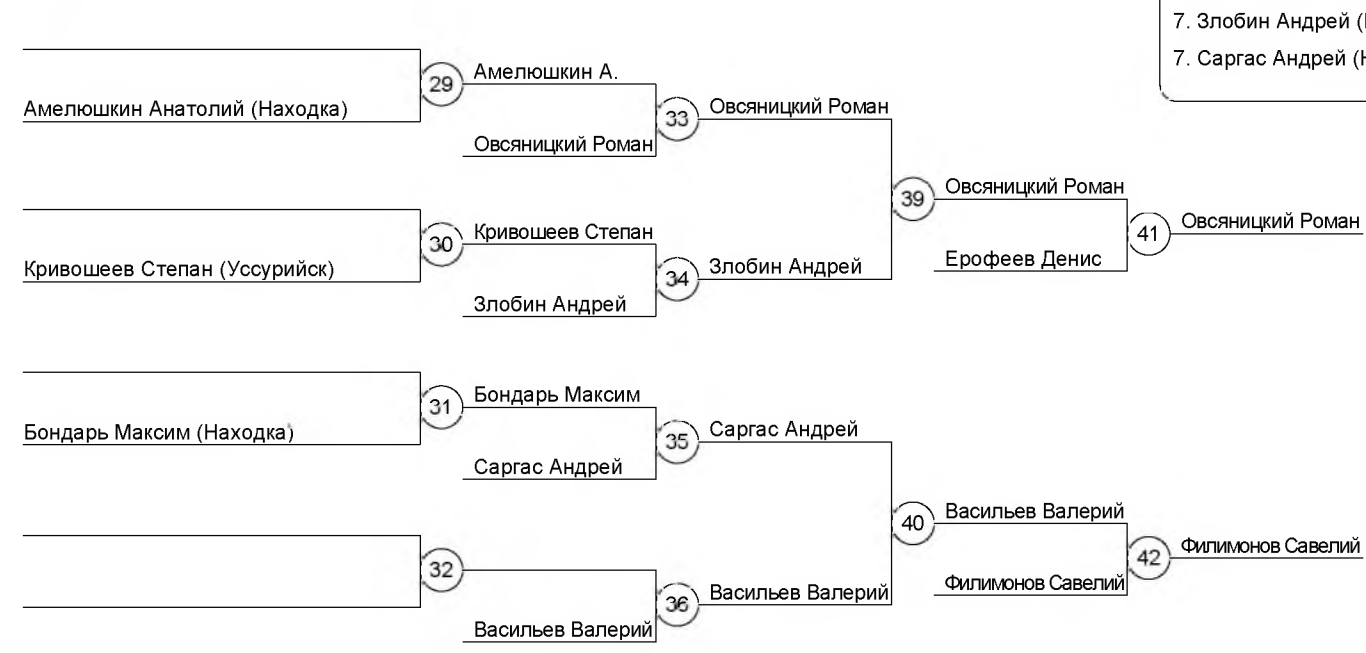 7. Злобин Андрей (
7. Саргас Андрей (
Амелюшкин Анатолий (Находка)
29
Амелюшкин А.
Овсяницкий Роман
33
Овсяницкий Роман
Кривошеев Степан (Уссурийск)
30
Кривошеев Степан
Злобин Андрей
34
Злобин Андрей
39
Овсяницкий Роман
Ерофеев Денис
41
Овсяницкий Роман
Бондарь Максим (Находка)
31
Бондарь Максим
Саргас Андрей
35
Саргас Андрей
32
Васильев Валерий
36
Васильев Валерий
40
Васильев Валерий
Филимонов Савелий
42
Филимонов Савелий